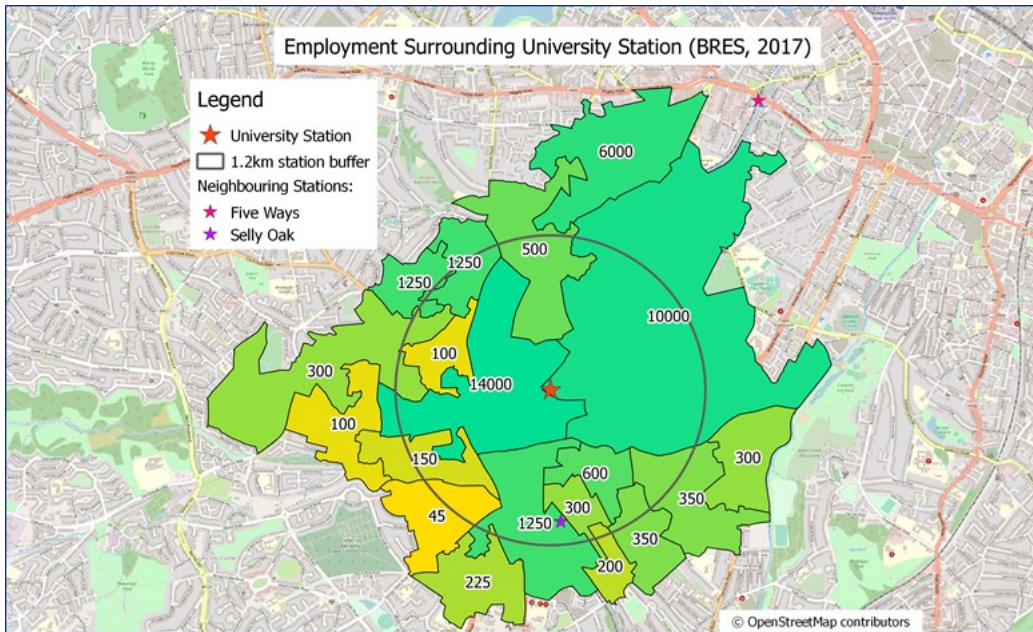 Employment Surrounding University Station (BRES, 2017)
Legend
University Station
1.2km station buffer
Neighbouring Stations:
Five Ways
Selly Oak
6000
500
1250
1250
10000
100
300
14000
100
150
600
300
45
300
350
1250
350
200
225
© OpenStreetMap contributors